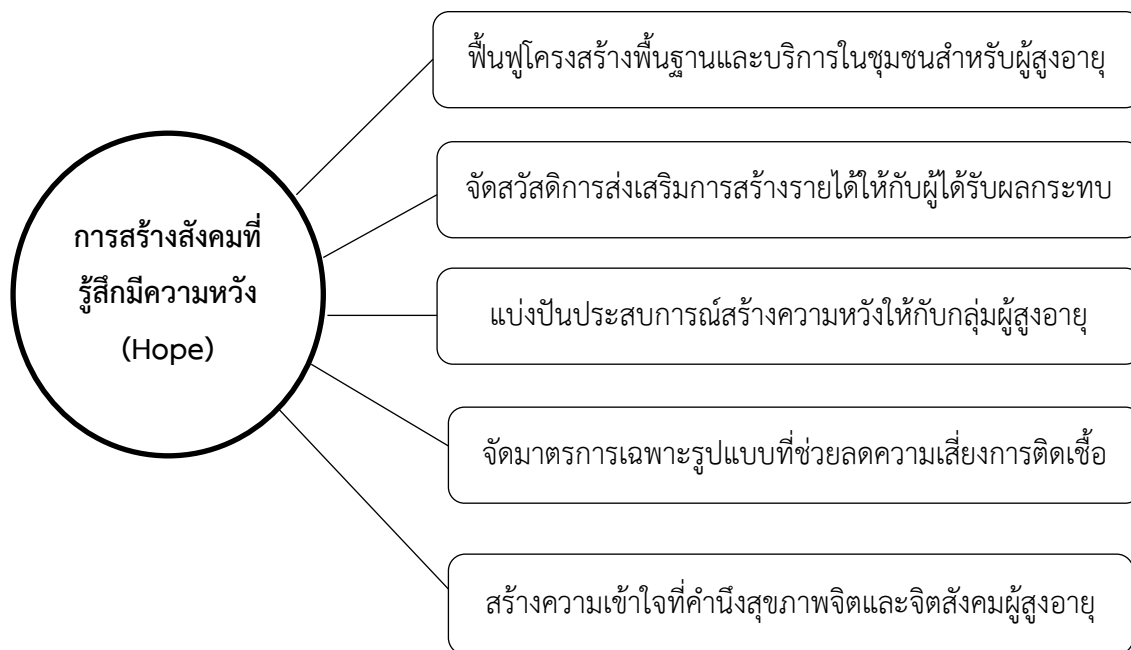 ฟื้นฟูโครงสร้างพื้นฐานและบริการในชุมชนสำหรับผู้สูงอายุ
จัดสวัสดิการส่งเสริมการสร้างรายได้ให้กับผู้ได้รับผลกระทบ
การสร้างสังคมที่
รู้สึกมีความหวัง
(Hope)
แบ่งปันประสบการณ์สร้างความหวังให้กับกลุ่มผู้สูงอายุ
จัดมาตรการเฉพาะรูปแบบที่ช่วยลดความเสี่ยงการติดเชื้อ
สร้างความเข้าใจที่คำนึงสุขภาพจิตและจิตสังคมผู้สูงอายุ